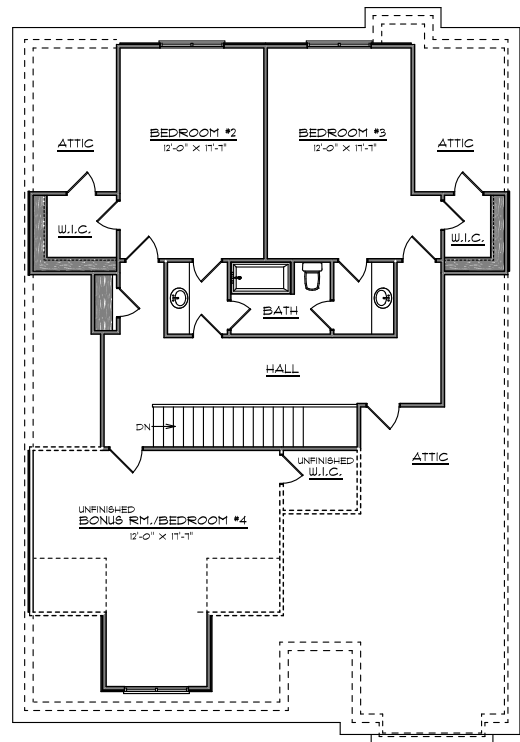 BEDROOM #2
12'-0" X 17'-7"
BEDROOM #3
12'-0" X 17'-7"
ATTIC
ATTIC
W.I.C.
W.I.C.
BATH
HALL
DN
ATTIC
UNFINISHED
W.I.C.
UNFINISHED
BONUS RM./BEDROOM #4
12'-0" X 17'-7"